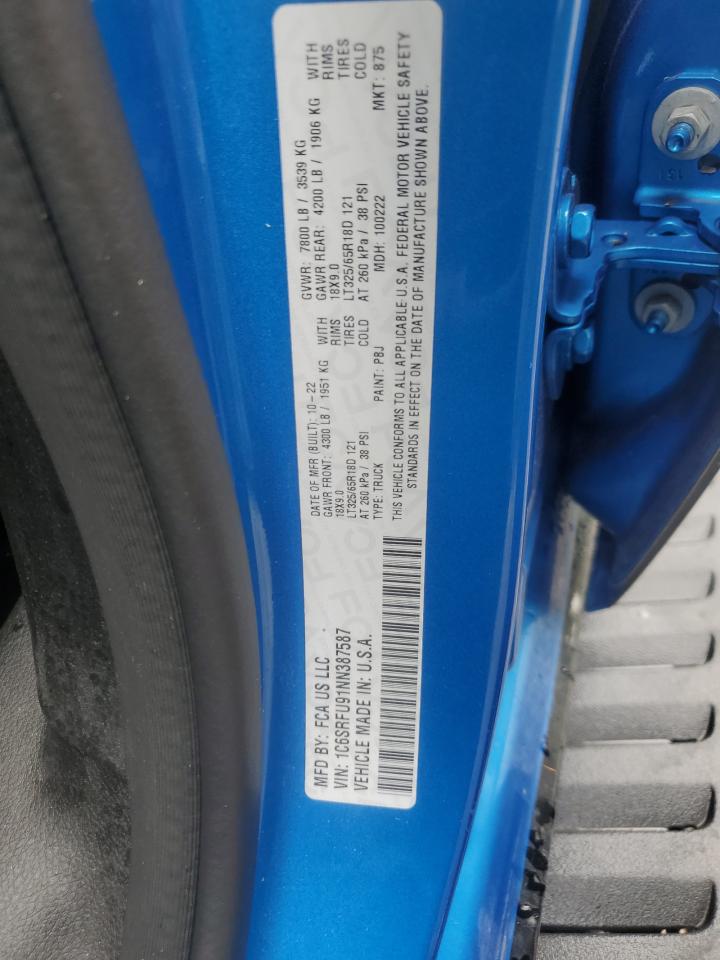 MFD BY: FCA US LLC
DATE OF MFR (BUILT): 10-22
GVWR: 7800 LB / 3539 KG
GAWR FRONT: 4300 LB / 1951 KG WITH
GAWR REAR: 4200 LB / 1906 KG WITH
18X9.0 RIMS
18X9.0 RIMS
LT325/65R18D 121 TIRES
LT325/65R18D 121 TIRES
AT 260 kPa / 38 PSI COLD
AT 260 kPa / 38 PSI COLD
VIN: 1C6SRFU91NN387587
TYPE: TRUCK PAINT: PBJ MDH: 100222 MKT: 875
VEHICLE MADE IN: U.S.A.
THIS VEHICLE CONFORMS TO ALL APPLICABLE U.S.A. FEDERAL MOTOR VEHICLE SAFETY
STANDARDS IN EFFECT ON THE DATE OF MANUFACTURE SHOWN ABOVE.